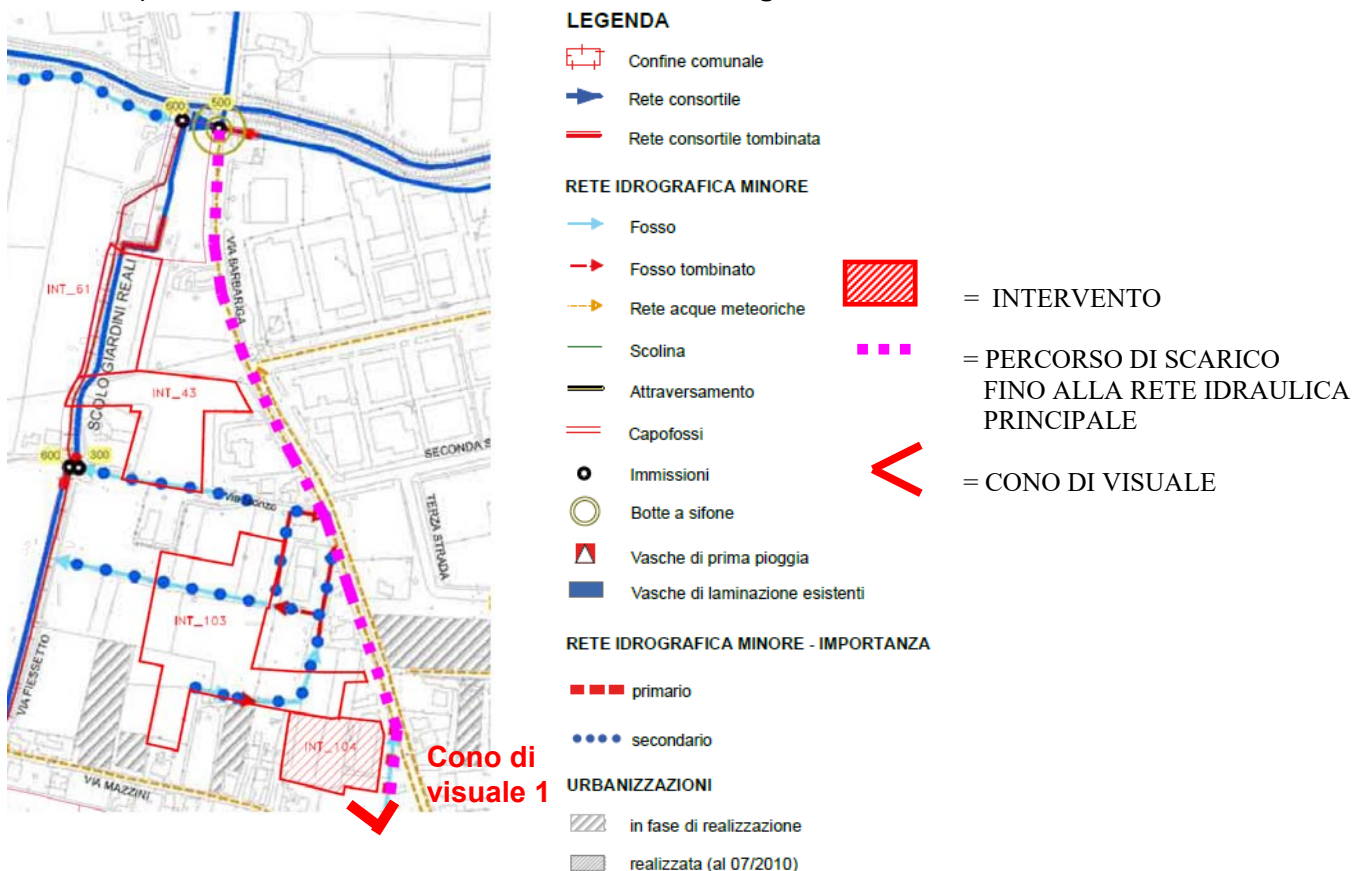 600
500
VIA BARBARIGA
INT_61
SCOLO GIARDINI REALI
INT_43
600
300
SECONDA S
TERZA STRADA
INT_103
VIA FIESSETTO
INT_104
VIA MAZZINI
Cono di
visuale 1
LEGENDA
Confine comunale
Rete consortile
Rete consortile tombinata
RETE IDROGRAFICA MINORE
Fosso
Fosso tombinato
Rete acque meteoriche
Scolina
Attraversamento
Capofossi
Immissioni
Botte a sifone
Vasche di prima pioggia
Vasche di laminazione esistenti
RETE IDROGRAFICA MINORE - IMPORTANZA
primario
secondario
URBANIZZAZIONI
in fase di realizzazione
realizzata (al 07/2010)
= INTERVENTO
= PERCORSO DI SCARICO
FINO ALLA RETE IDRAULICA
PRINCIPALE
= CONO DI VISUALE